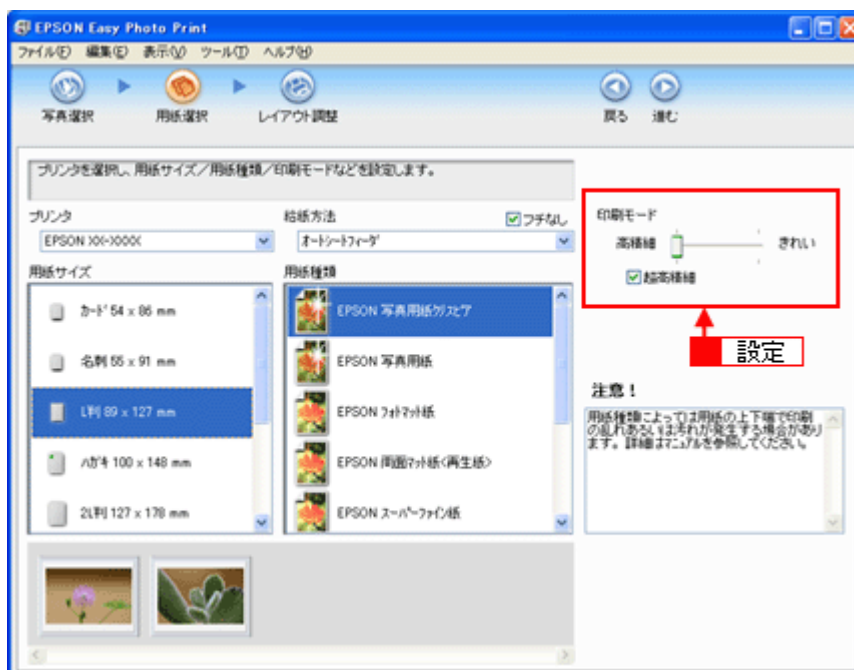 EPSON Easy Photo Print
ファイル(F) 編集(E) 表示(V) ツール(T) ヘルプ(H)
写真選択 用紙選択 レイアウト調整 戻る 進む
プリンタを選択し、用紙サイズ/用紙種類/印刷モードなどを設定します。
プリンタ
EPSON XX-XXXX
給紙方法
フチなし
オートシートフィーダ
用紙サイズ
カード 54 x 86 mm
名刺 55 x 91 mm
L判 89 x 127 mm
ハガキ 100 x 148 mm
2L判 127 x 178 mm
用紙種類
EPSON 写真用紙クリスピア
EPSON 写真用紙
EPSON フォトマット紙
EPSON 両面マット紙<再生紙>
EPSON スーパーファイン紙
印刷モード
高精細 きれい
超高精細
設定
注意!
用紙種類によっては用紙の上下端で印刷
の乱れあるいは汚れが発生する場合があり
ます。詳細はマニュアルを参照してください。